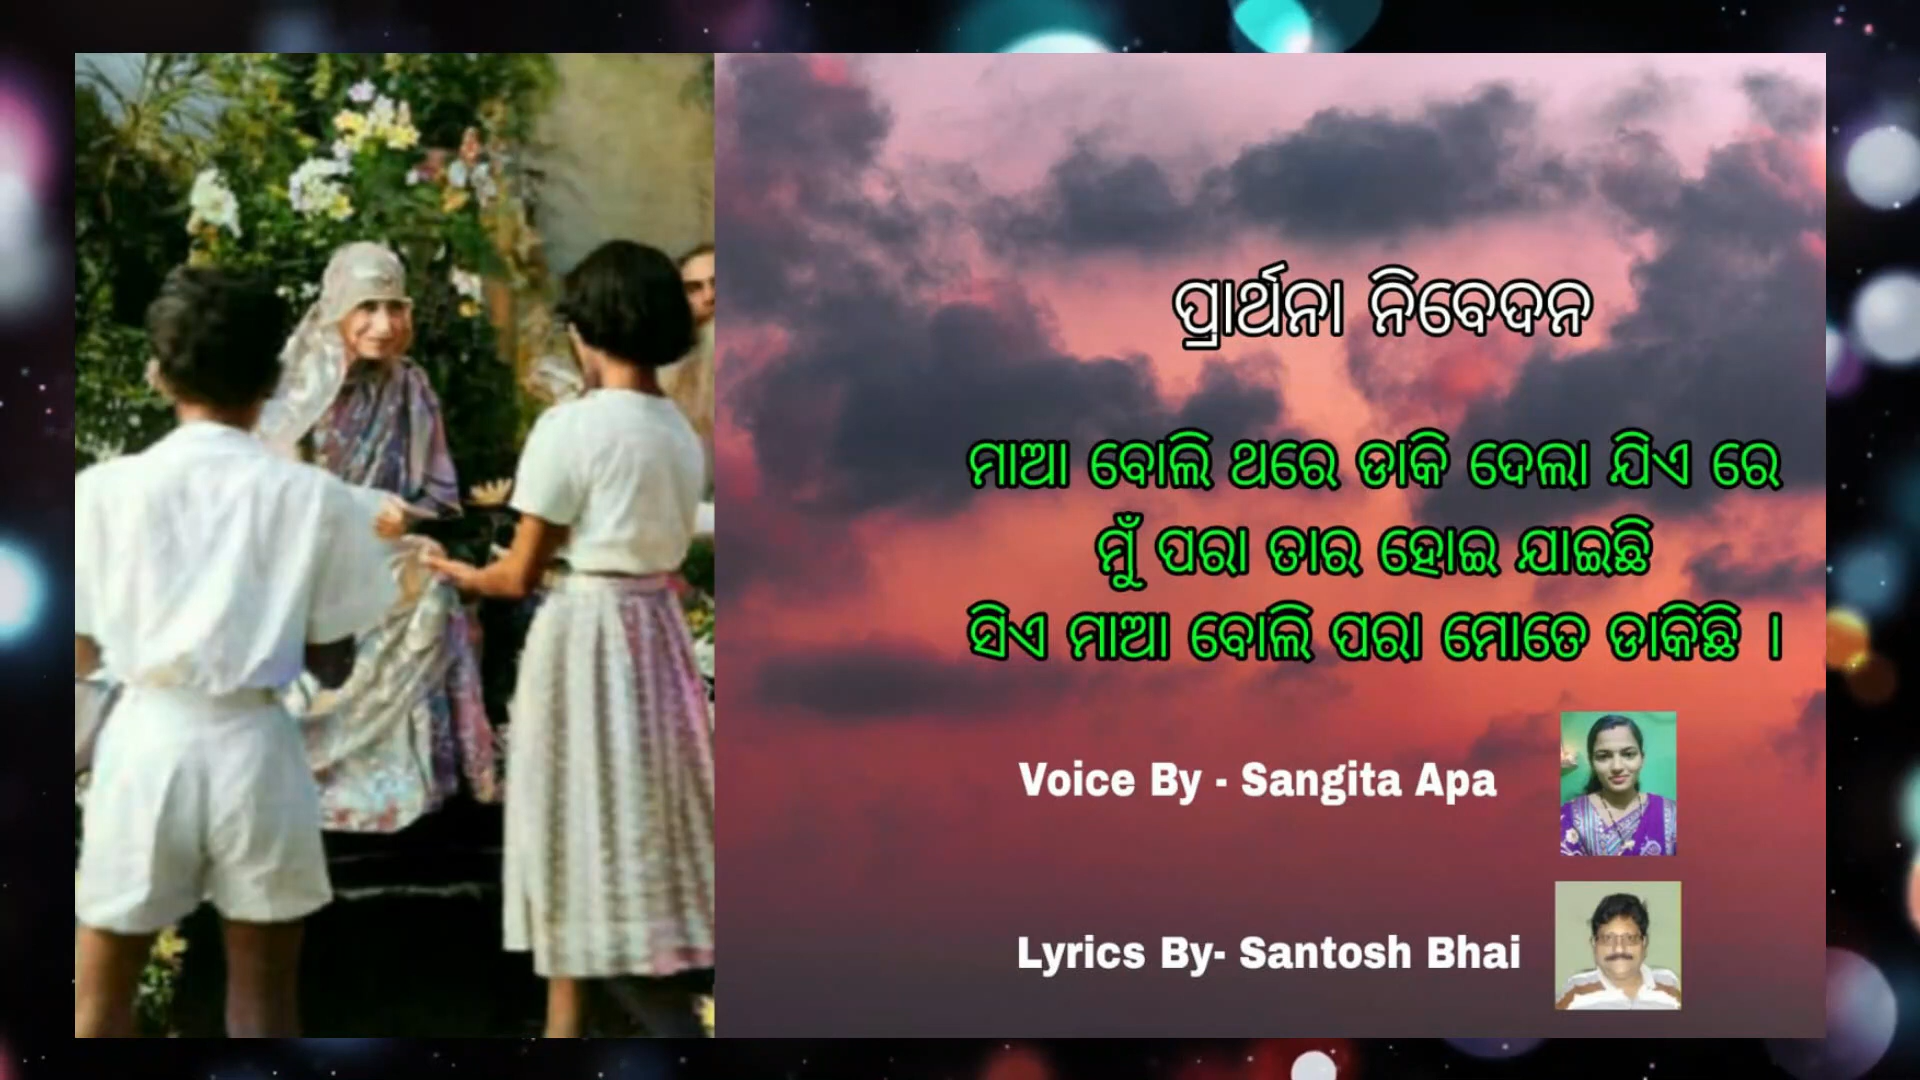 ପ୍ରାର୍ଥନା ନିବେଦନ
ମାଆ ବୋଲି ଥରେ ଡାକି ଦେଲା ଯିଏ ରେ
ମୁଁ ପରା ତାର ହୋଇ ଯାଇଛି
ସିଏ ମାଆ ବୋଲି ପରା ମୋତେ ଡାକିଛି ।
Voice By - Sangita Apa
Lyrics By- Santosh Bhai